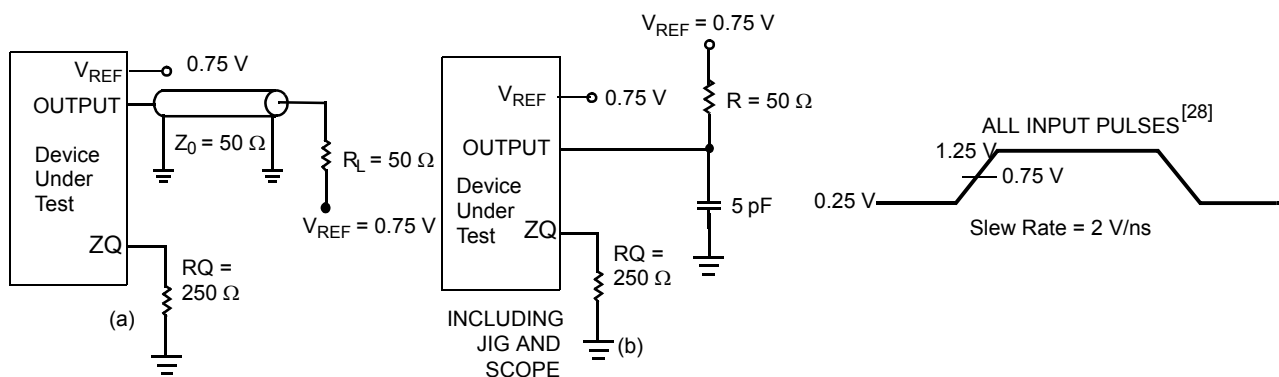 V_REF
0.75 V
OUTPUT
Z_0 = 50 Ω
Device
Under
Test
R_L = 50 Ω
V_REF = 0.75 V
ZQ
RQ =
250 Ω
(a)
V_REF = 0.75 V
V_REF
0.75 V
R = 50 Ω
OUTPUT
Device
Under
Test
5 pF
ZQ
RQ =
250 Ω
INCLUDING
JIG AND
SCOPE
(b)
ALL INPUT PULSES[28]
1.25 V
0.75 V
0.25 V
Slew Rate = 2 V/ns